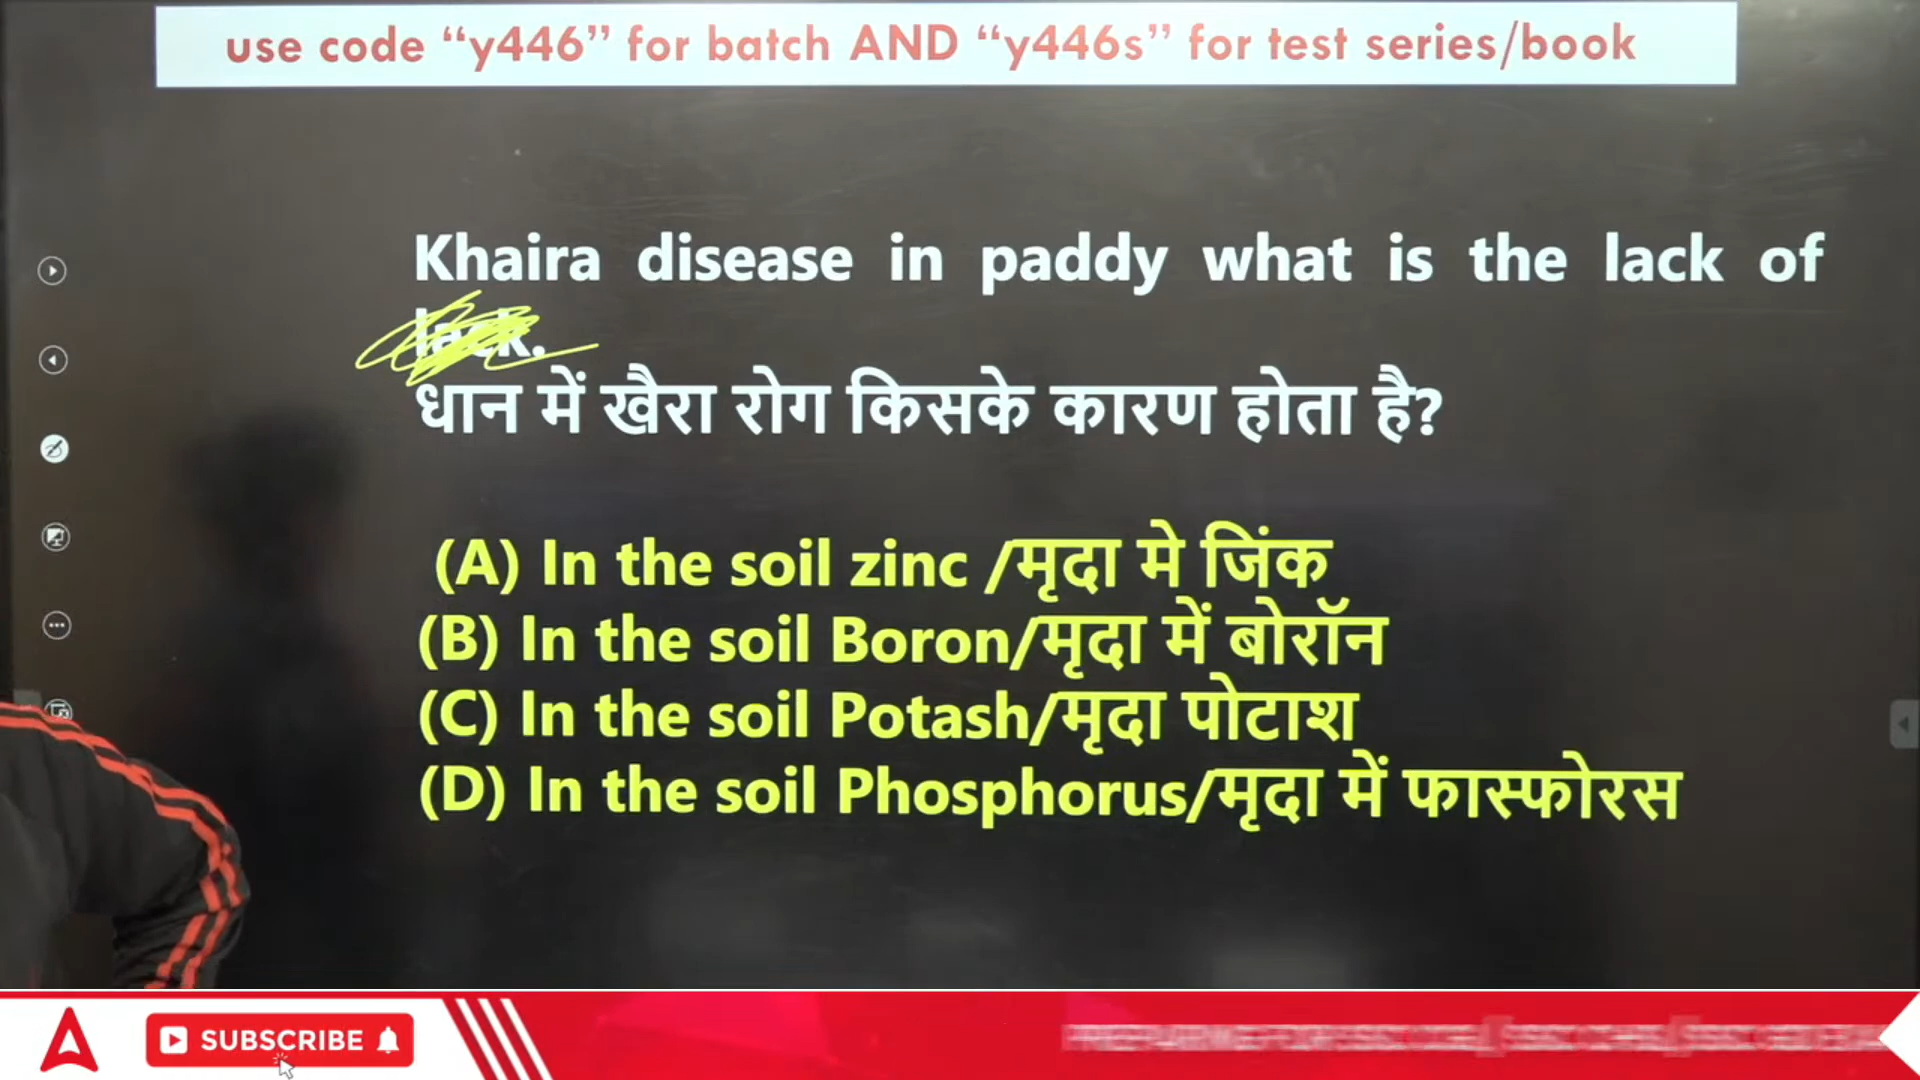 use code “y446” for batch AND “y446s” for test series/book
Khaira disease in paddy what is the lack of
lack.
धान में खैरा रोग किसके कारण होता है?
(A) In the soil zinc /मृदा मे जिंक
(B) In the soil Boron/मृदा में बोरॉन
(C) In the soil Potash/मृदा पोटाश
(D) In the soil Phosphorus/मृदा में फास्फोरस
SUBSCRIBE